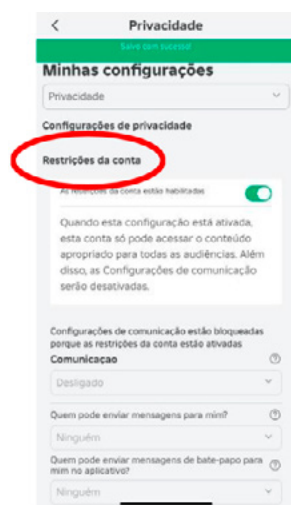 Privacidade
Salvo com sucesso!
Minhas configurações
Privacidade
Configurações de privacidade
Restrições da conta
As restrições da conta estão habilitadas
Quando esta configuração está ativada,
esta conta só pode acessar o conteúdo
apropriado para todas as audiências. Além
disso, as Configurações de comunicação
serão desativadas.
Configurações de comunicação estão bloqueadas
porque as restrições da conta estão ativadas
Comunicaçao
Desligado
Quem pode enviar mensagens para mim?
Ninguém
Quem pode enviar mensagens de bate-papo para
mim no aplicativo?
Ninguém